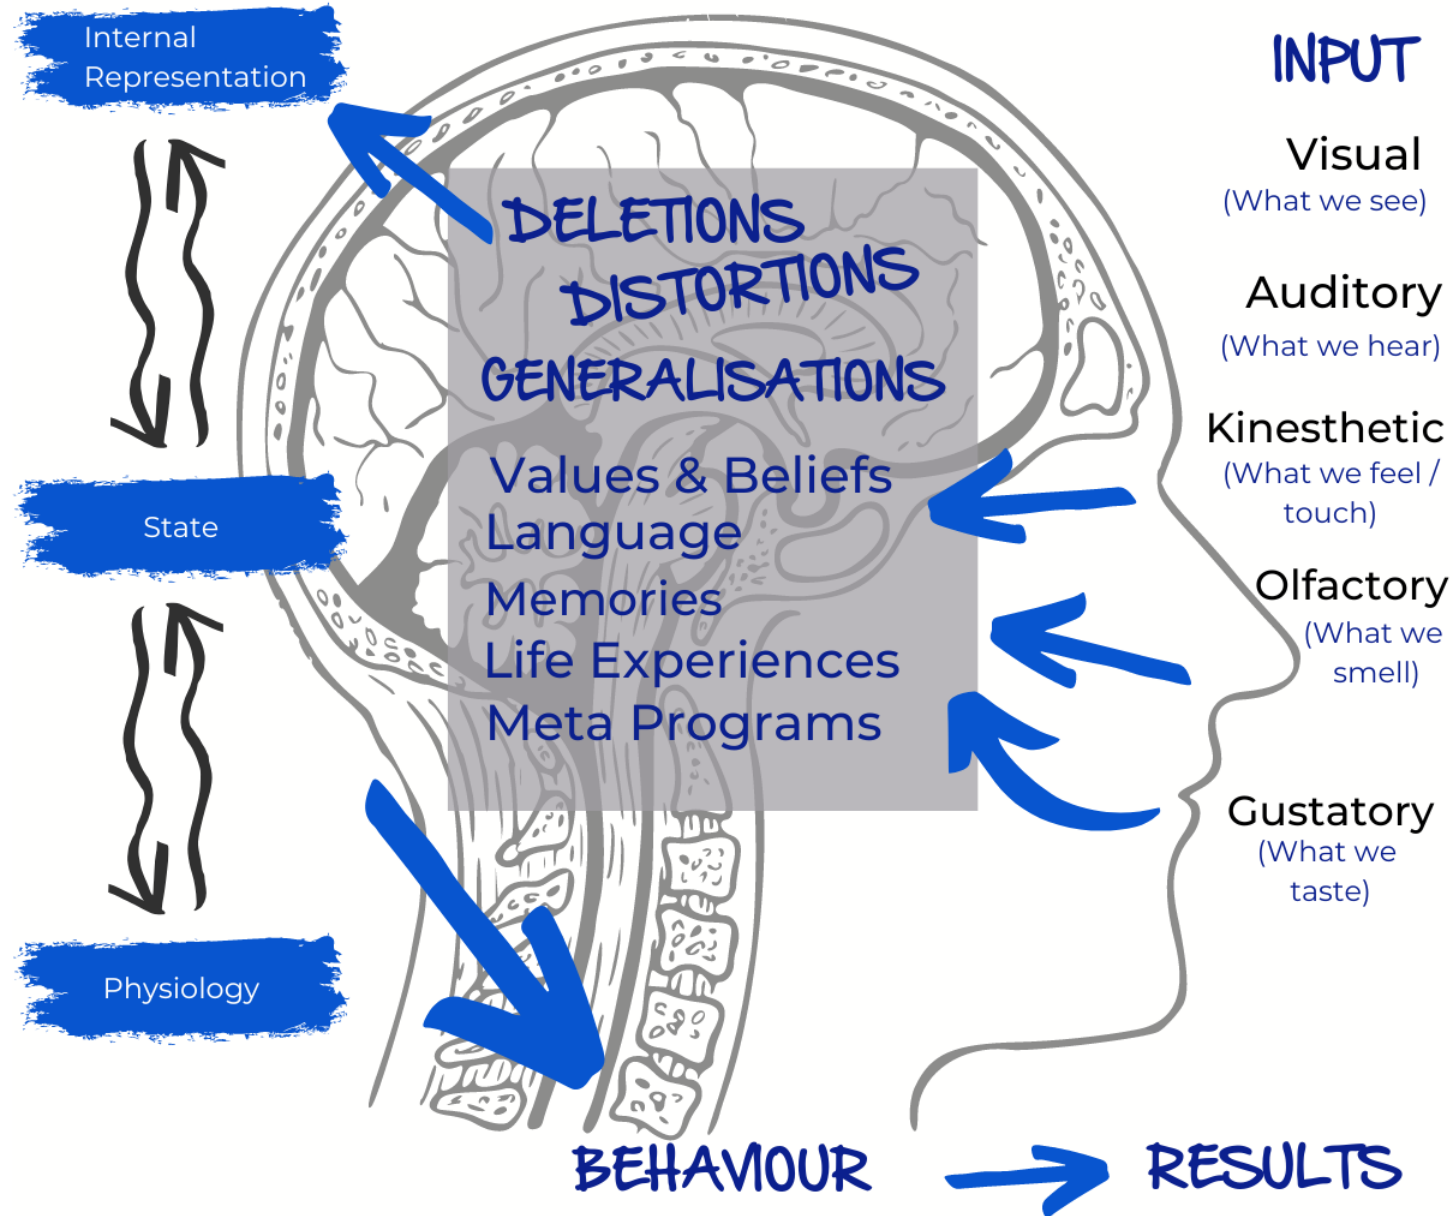 Internal
Representation
State
Physiology
DELETIONS
DISTORTIONS
GENERALISATIONS
Values & Beliefs
Language
Memories
Life Experiences
Meta Programs
INPUT
Visual
(What we see)
Auditory
(What we hear)
Kinesthetic
(What we feel /
touch)
Olfactory
(What we
smell)
Gustatory
(What we
taste)
BEHAVIOUR
RESULTS